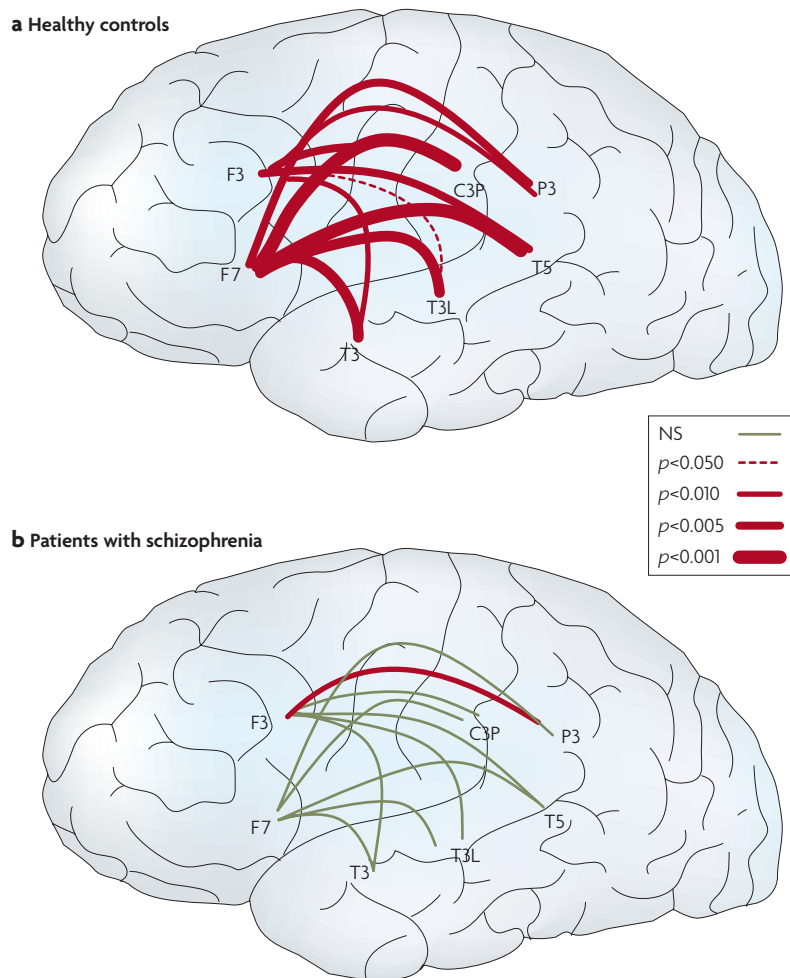 a Healthy controls
F3
C3P
P3
F7
T5
T3L
T3
NS
p<0.050
p<0.010
p<0.005
p<0.001
b Patients with schizophrenia
F3
C3P
P3
F7
T5
T3L
T3